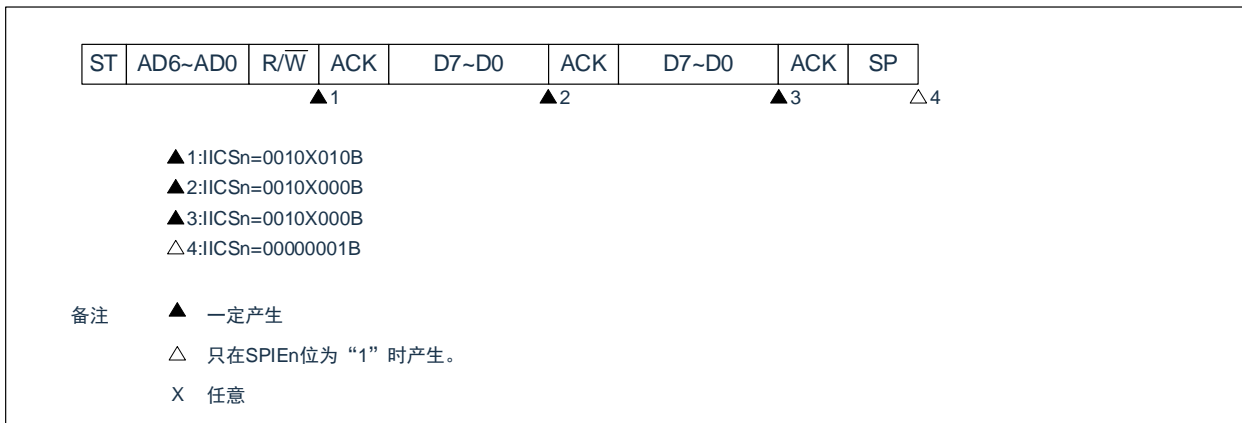 ST AD6~AD0 R/W̅ ACK D7~D0 ACK D7~D0 ACK SP
▲1 ▲2 ▲3 △4
▲1:IICSn=0010X010B
▲2:IICSn=0010X000B
▲3:IICSn=0010X000B
△4:IICSn=00000001B
备注 ▲ 一定产生
△ 只在SPIEn位为“1”时产生。
X 任意